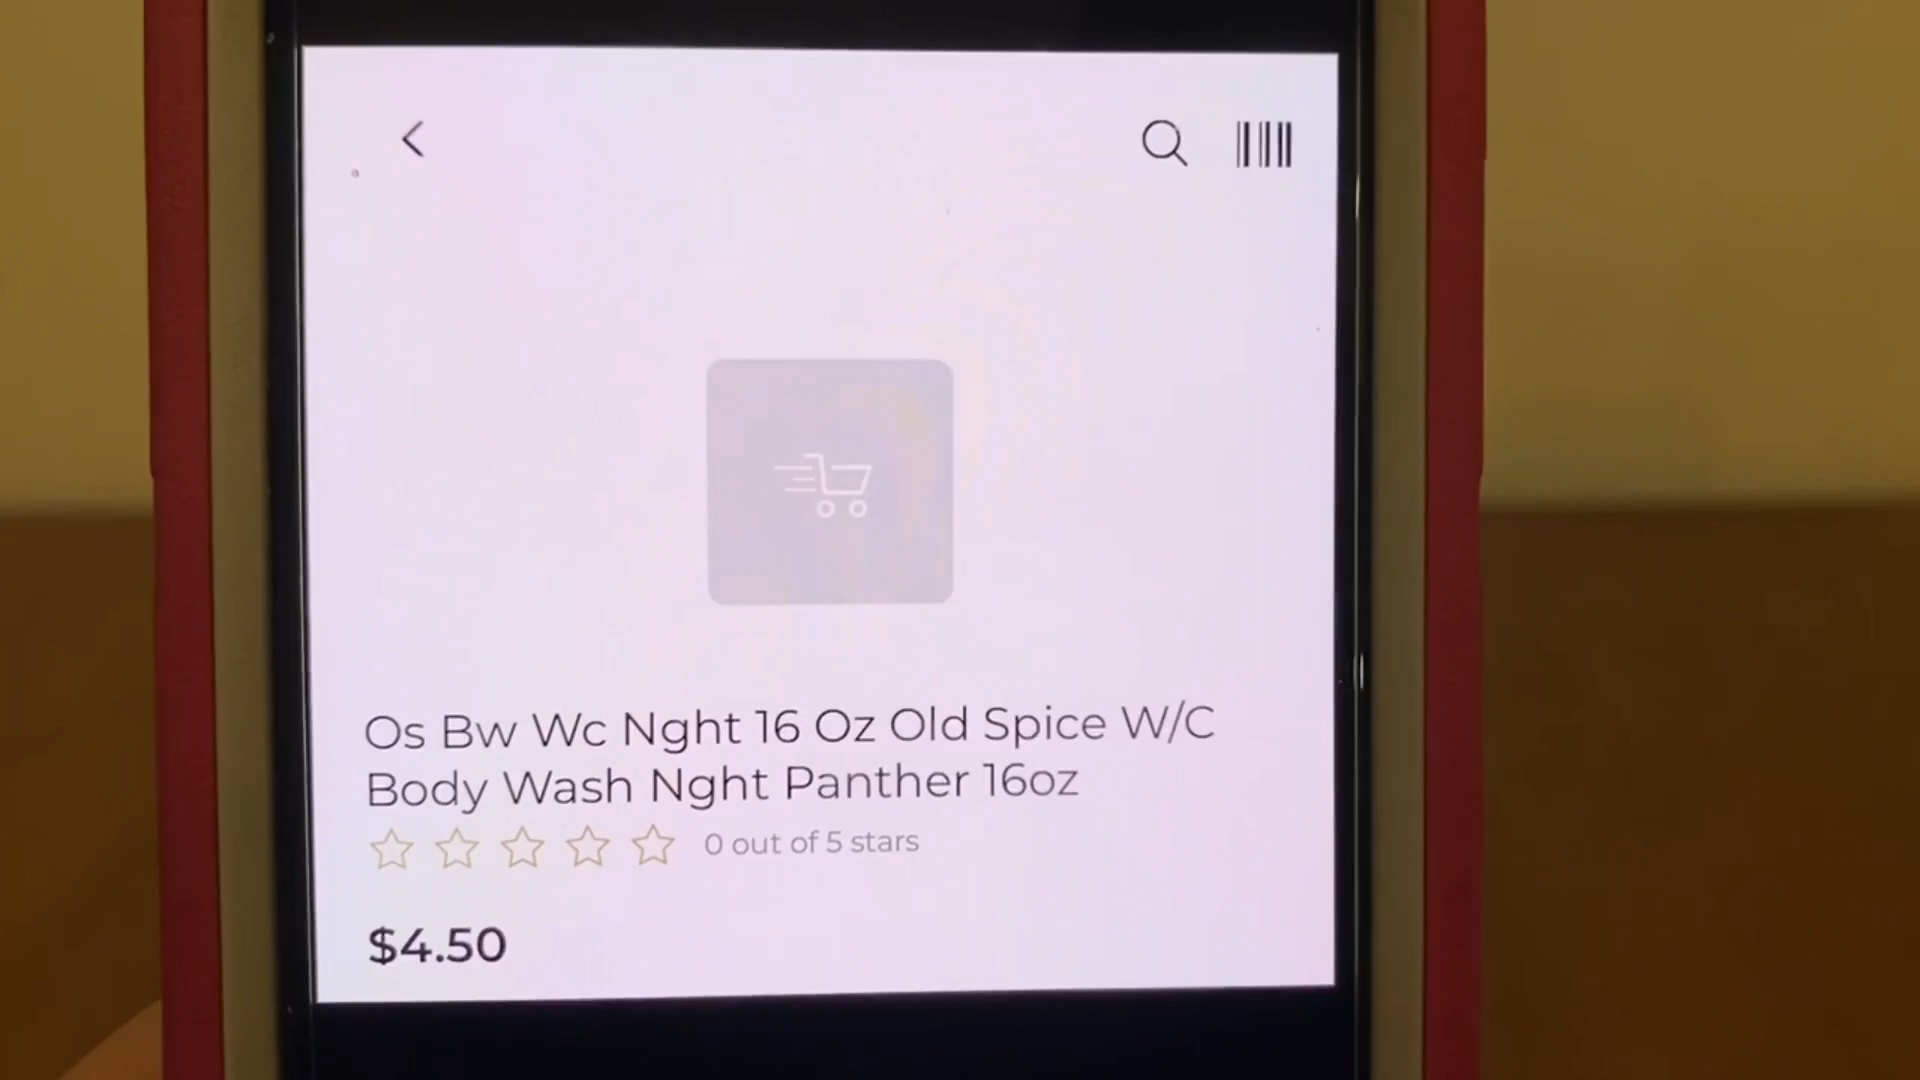 Os Bw Wc Nght 16 Oz Old Spice W/C
Body Wash Nght Panther 16oz
0 out of 5 stars
$4.50